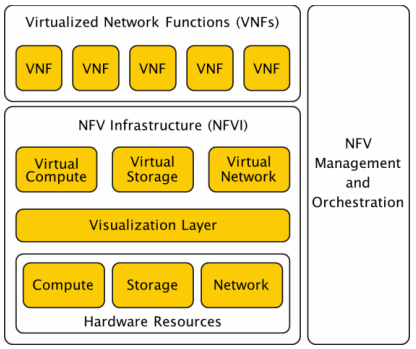 Virtualized Network Functions (VNFs)
VNF VNF VNF VNF VNF
NFV Infrastructure (NFVI)
Virtual Compute
Virtual Storage
Virtual Network
Visualization Layer
Compute Storage Network
Hardware Resources
NFV
Management
and
Orchestration